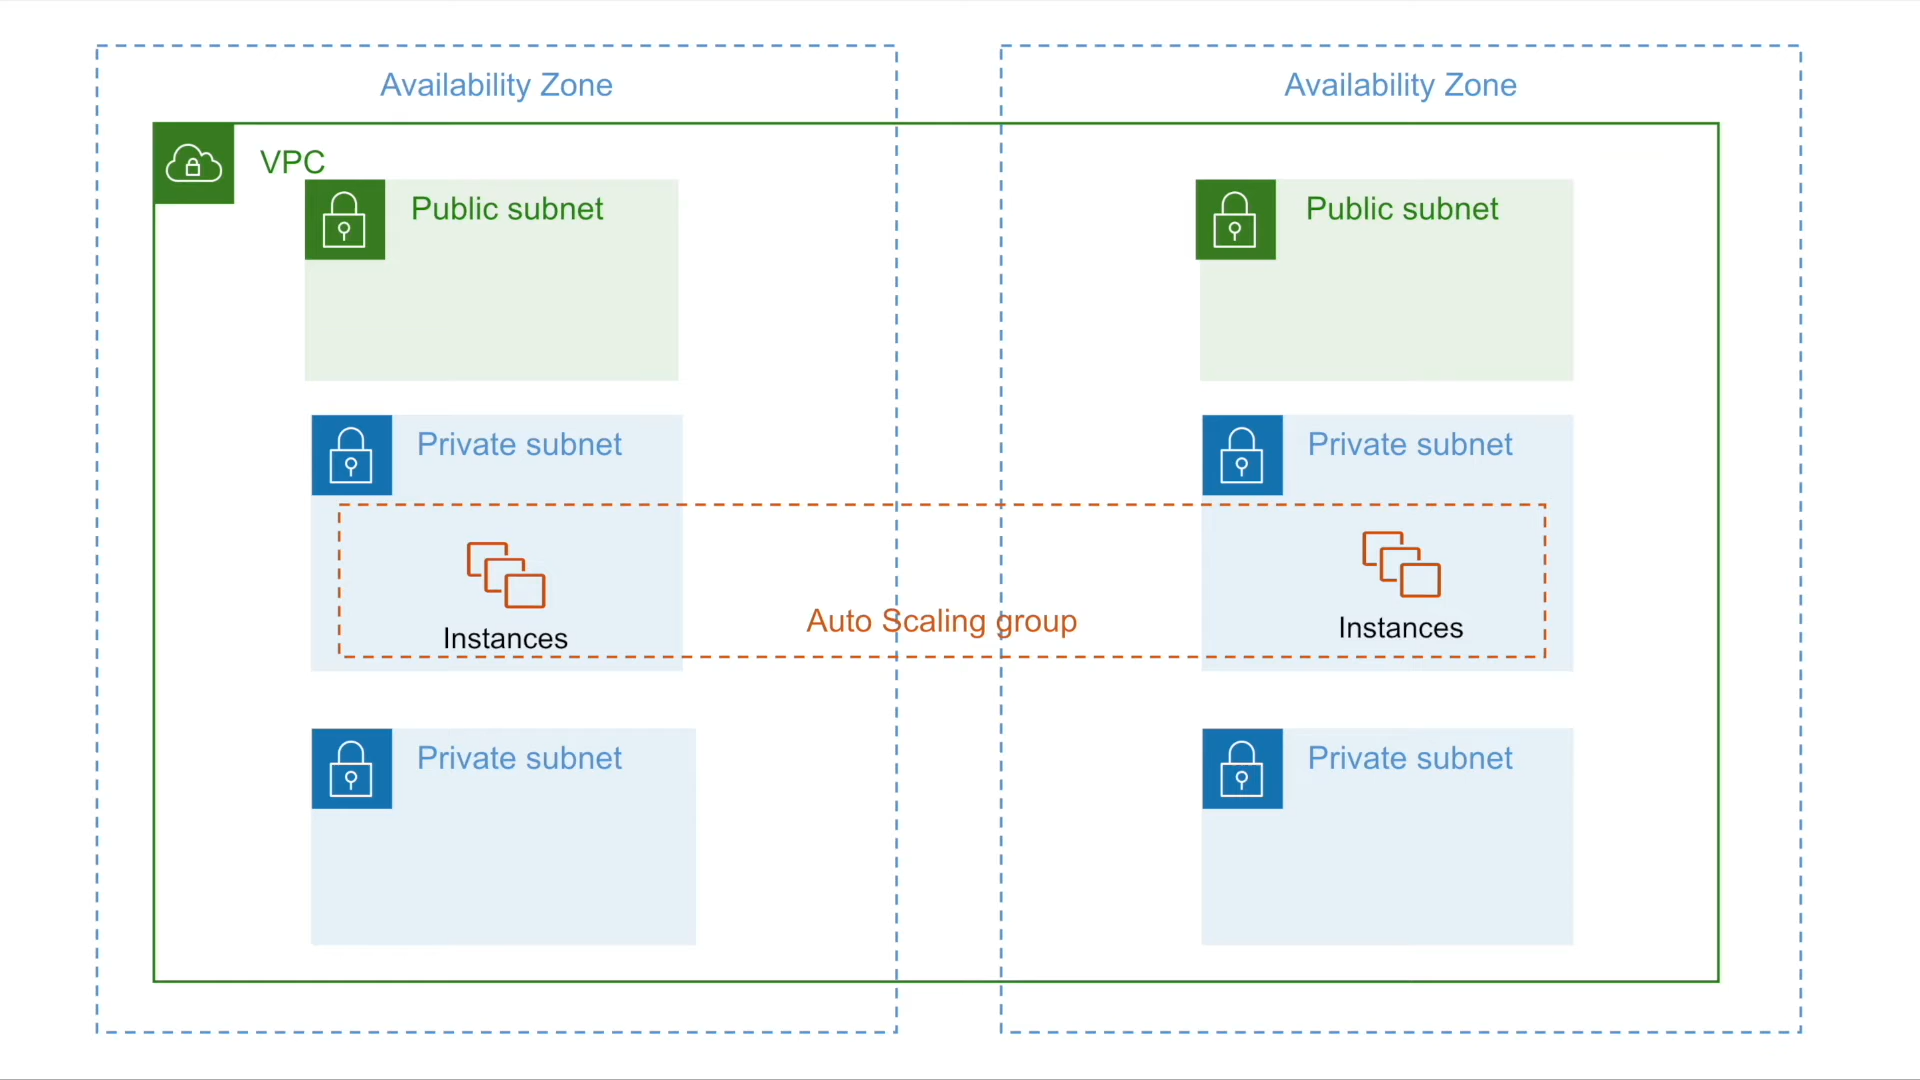 Availability Zone
Availability Zone
VPC
Public subnet
Public subnet
Private subnet
Private subnet
Instances
Auto Scaling group
Instances
Private subnet
Private subnet